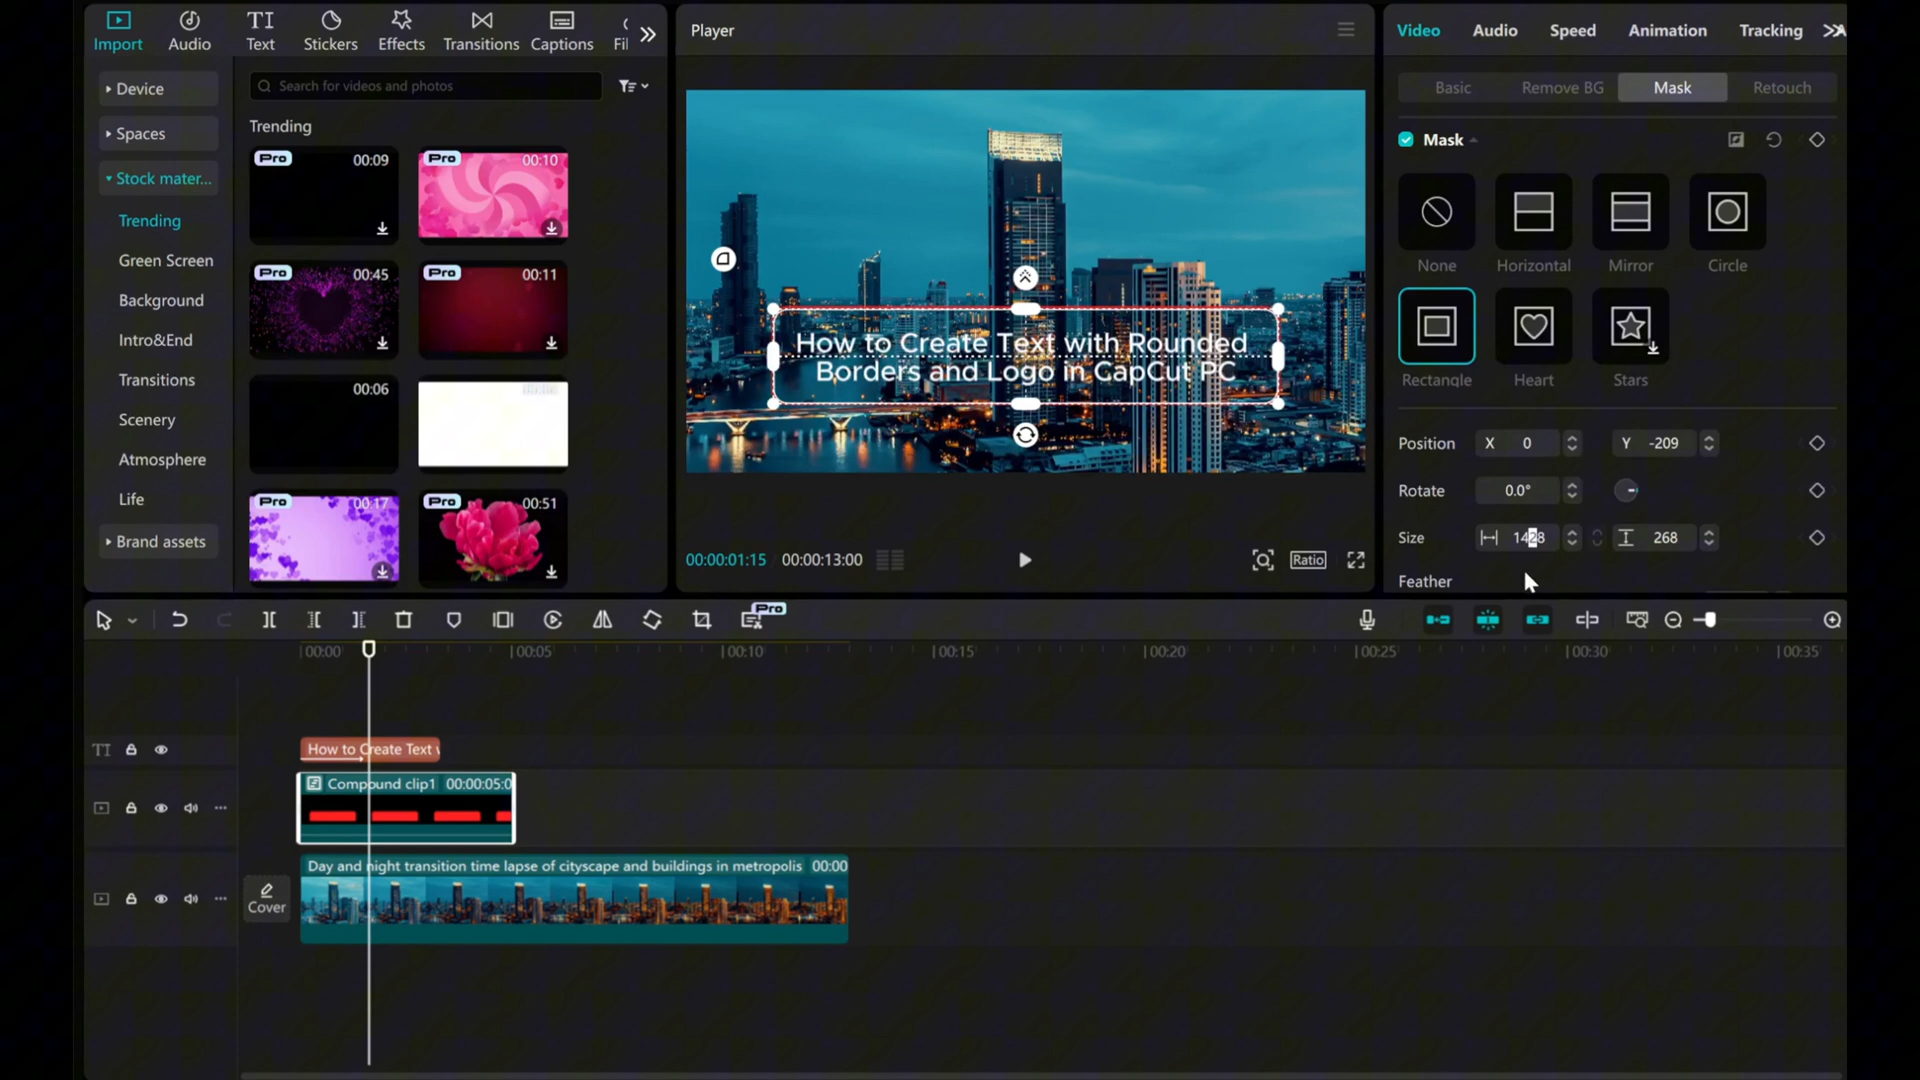 Import
Audio
Text
Stickers
Effects
Transitions
Captions
Fil
Device
Spaces
Stock mater...
Trending
Green Screen
Background
Intro&End
Transitions
Scenery
Atmosphere
Life
Brand assets
Search for videos and photos
Trending
Pro 00:09
Pro 00:10
Pro 00:45
Pro 00:11
00:06
Pro 00:17
Pro 00:51
Player
How to Create Text with Rounded
Borders and Logo in CapCut PC
00:00:01:15 00:00:13:00
Ratio
Video Audio Speed Animation Tracking
Basic Remove BG Mask Retouch
Mask
None Horizontal Mirror Circle
Rectangle Heart Stars
Position X 0 Y -209
Rotate 0.0°
Size 1428 268
Feather
Pro
00:00 00:05 00:10 00:15 00:20 00:25 00:30 00:35
TI
How to Create Text w
Compound clip1 00:00:05:0
Cover
Day and night transition time lapse of cityscape and buildings in metropolis 00:00